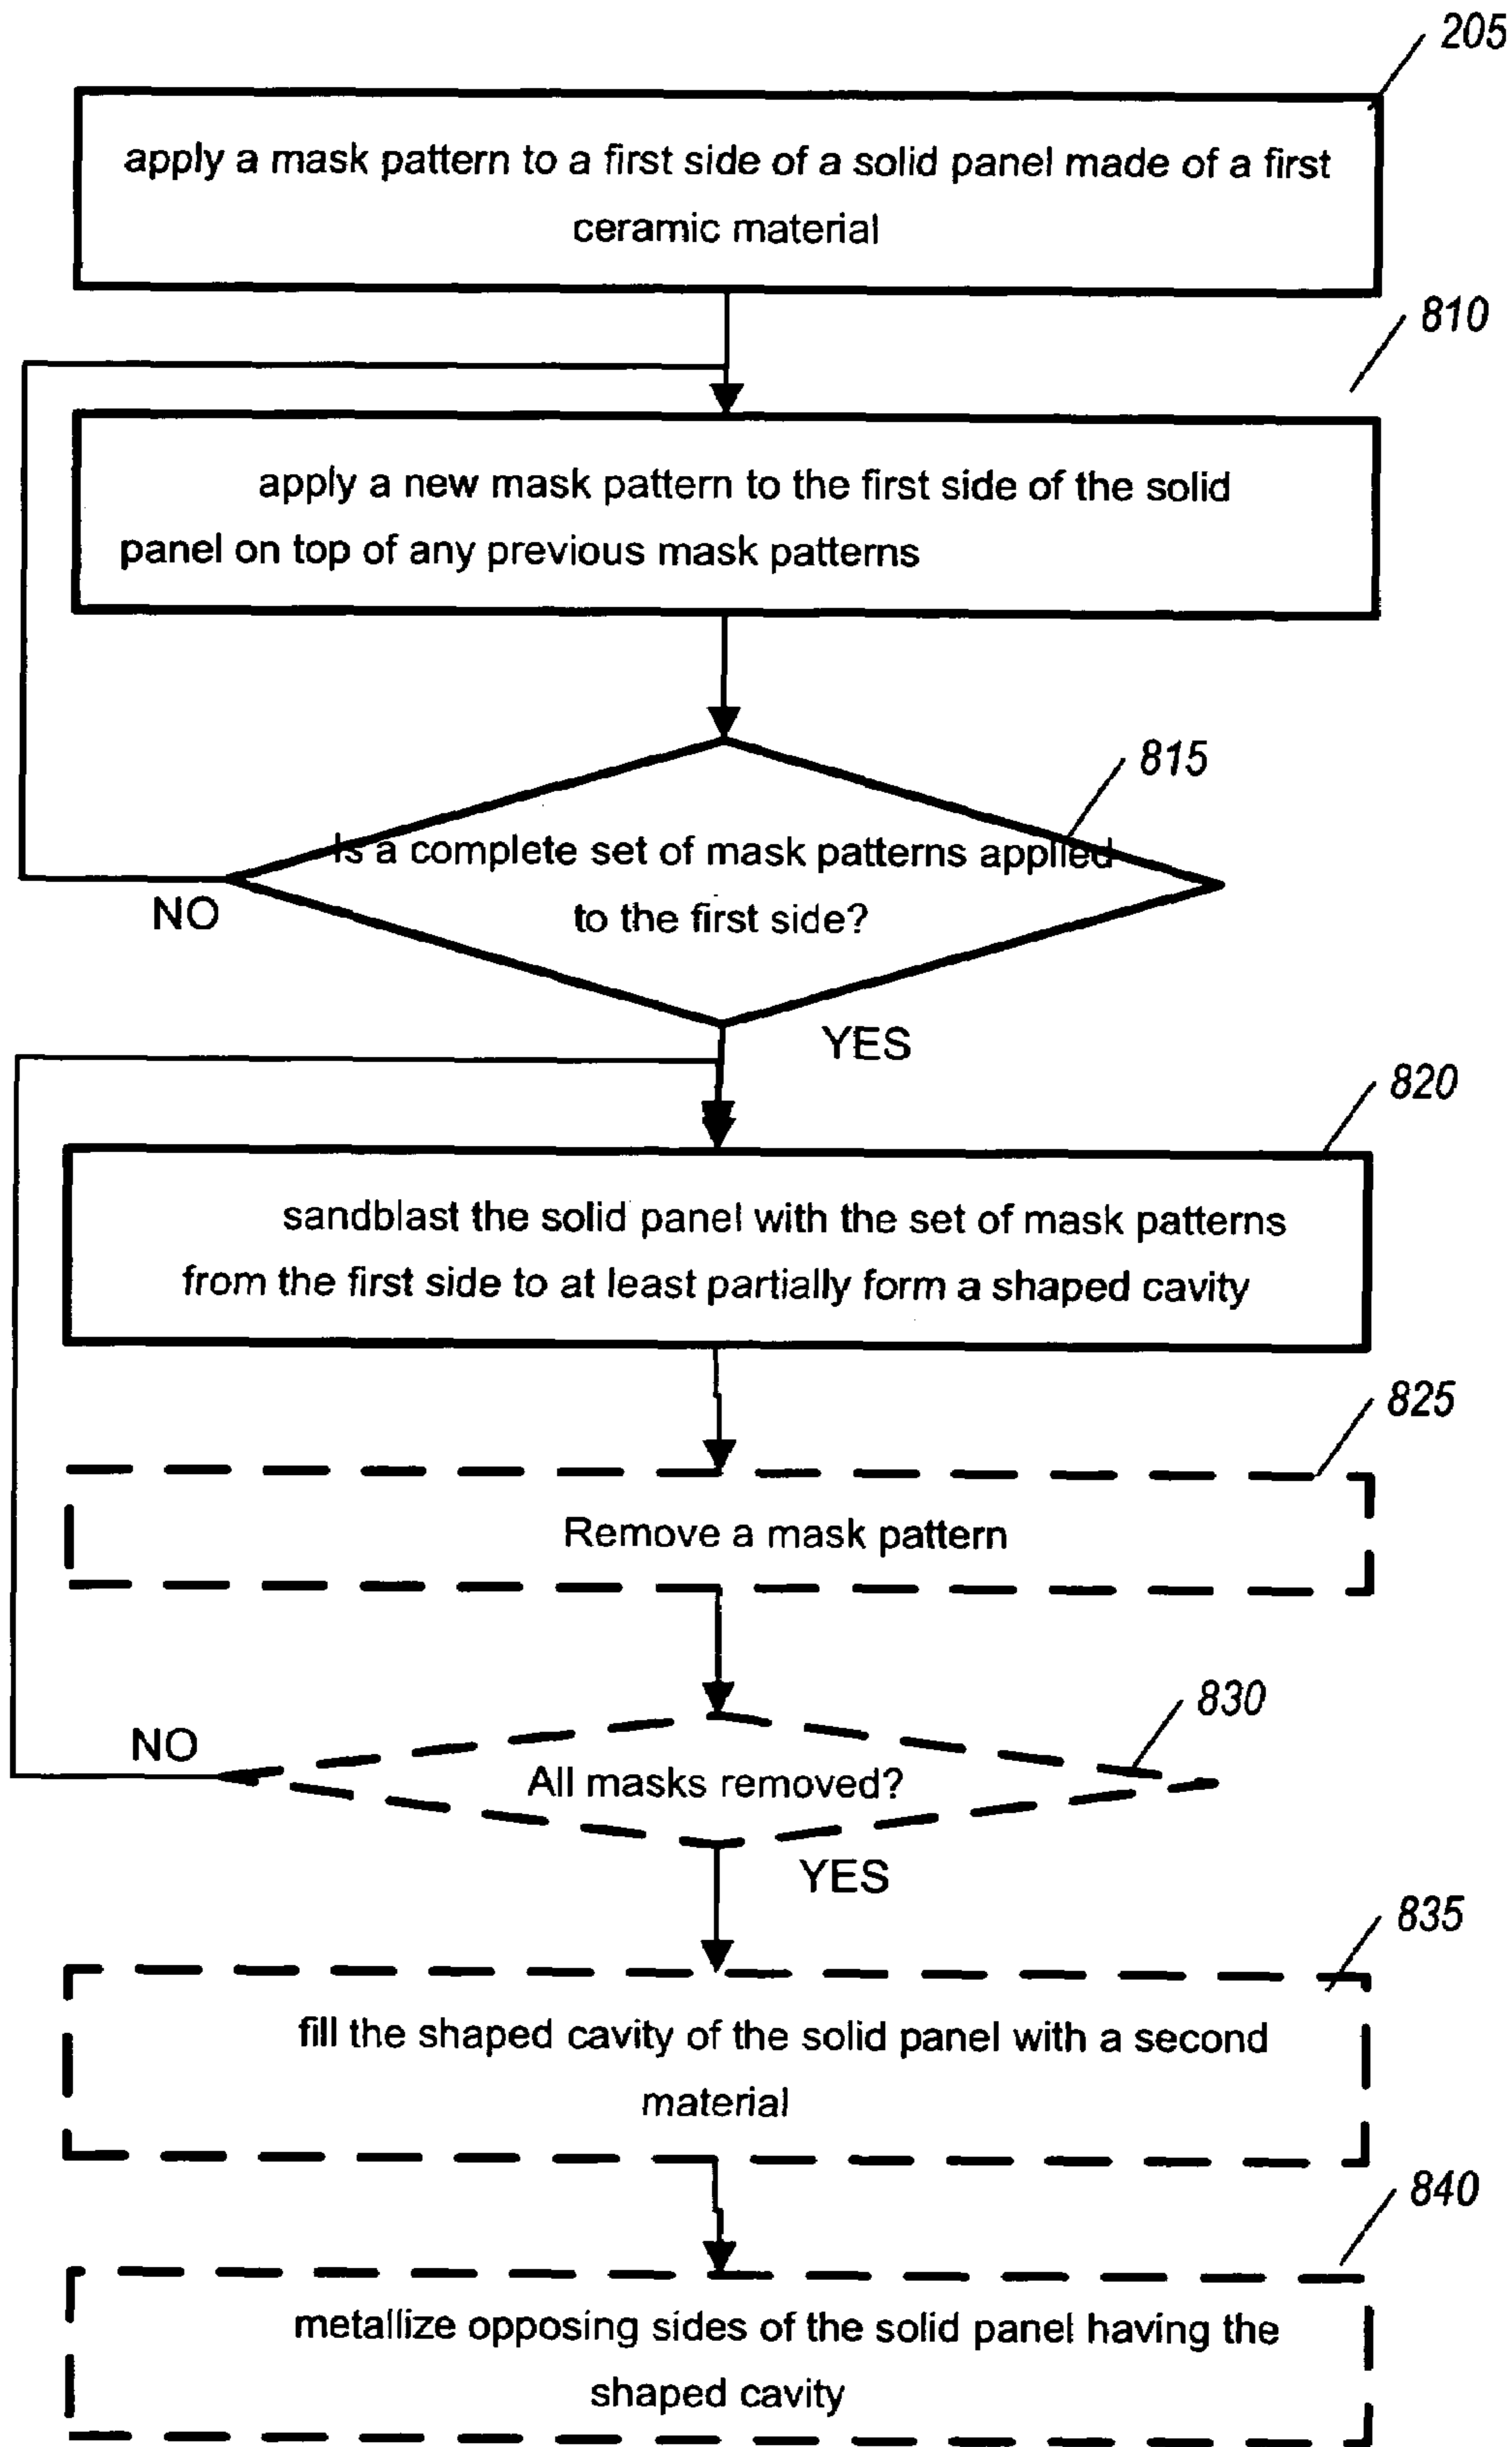 205
apply a mask pattern to a first side of a solid panel made of a first
ceramic material
810
apply a new mask pattern to the first side of the solid
panel on top of any previous mask patterns
815
Is a complete set of mask patterns applied
to the first side?
NO
YES
820
sandblast the solid panel with the set of mask patterns
from the first side to at least partially form a shaped cavity
825
Remove a mask pattern
830
NO
All masks removed?
YES
835
fill the shaped cavity of the solid panel with a second
material
840
metallize opposing sides of the solid panel having the
shaped cavity